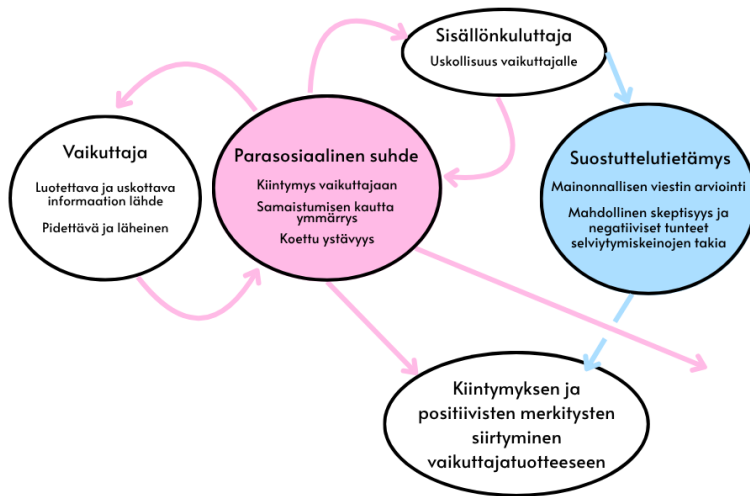 Sisällönkuluttaja
Uskollisuus vaikuttajalle
Vaikuttaja
Luotettava ja uskottava
informaation lähde
Pidettävä ja läheinen
Parasosiaalinen suhde
Kiintymys vaikuttajaan
Samaistumisen kautta
ymmärrys
Koettu ystävyys
Suostuttelutietämys
Mainonnallisen viestin arviointi
Mahdollinen skeptisyys ja
negatiiviset tunteet
selviytymiskeinojen takia
Kiintymyksen ja
positiivisten merkitysten
siirtyminen
vaikuttajatuotteeseen